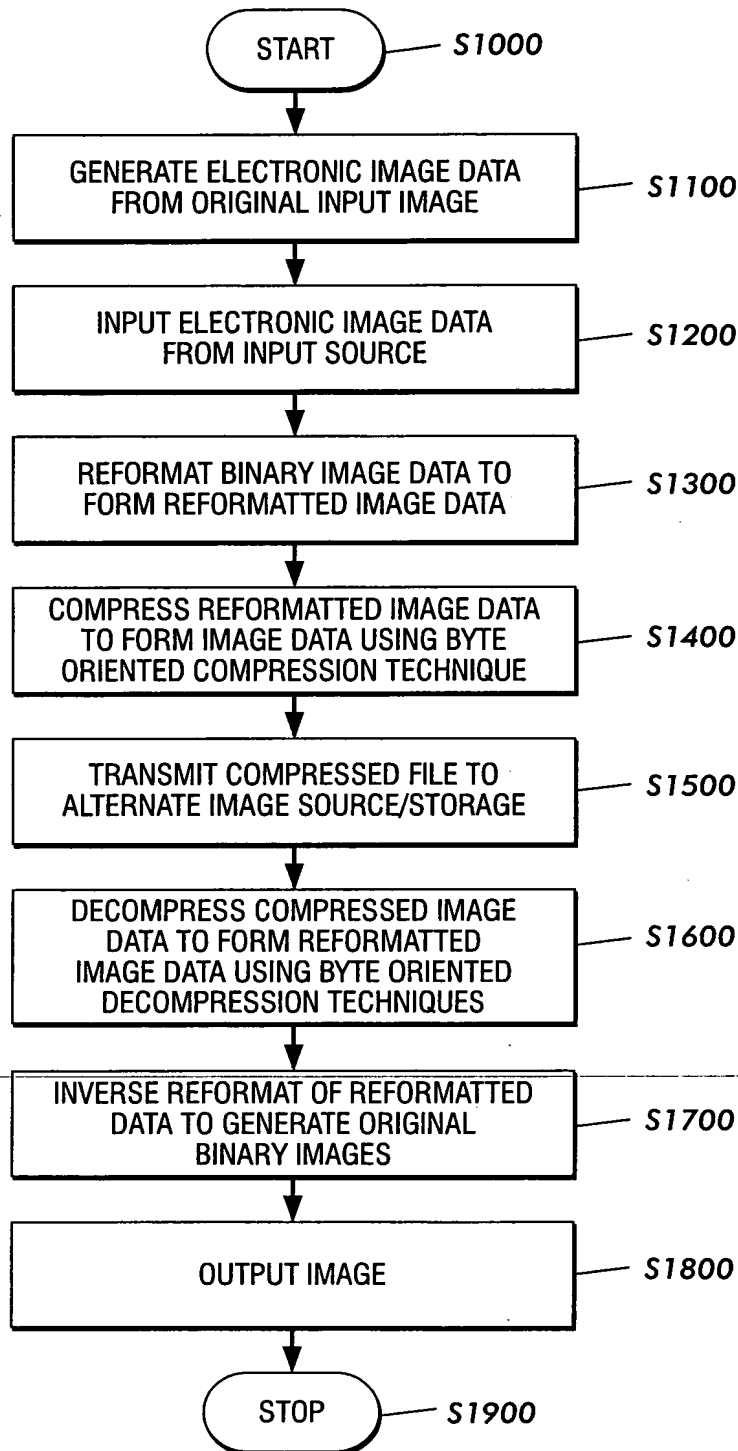 START
S1000
GENERATE ELECTRONIC IMAGE DATA
FROM ORIGINAL INPUT IMAGE
S1100
INPUT ELECTRONIC IMAGE DATA
FROM INPUT SOURCE
S1200
REFORMAT BINARY IMAGE DATA TO
FORM REFORMATTED IMAGE DATA
S1300
COMPRESS REFORMATTED IMAGE DATA
TO FORM IMAGE DATA USING BYTE
ORIENTED COMPRESSION TECHNIQUE
S1400
TRANSMIT COMPRESSED FILE TO
ALTERNATE IMAGE SOURCE/STORAGE
S1500
DECOMPRESS COMPRESSED IMAGE
DATA TO FORM REFORMATTED
IMAGE DATA USING BYTE ORIENTED
DECOMPRESSION TECHNIQUES
S1600
INVERSE REFORMAT OF REFORMATTED
DATA TO GENERATE ORIGINAL
BINARY IMAGES
S1700
OUTPUT IMAGE
S1800
STOP
S1900